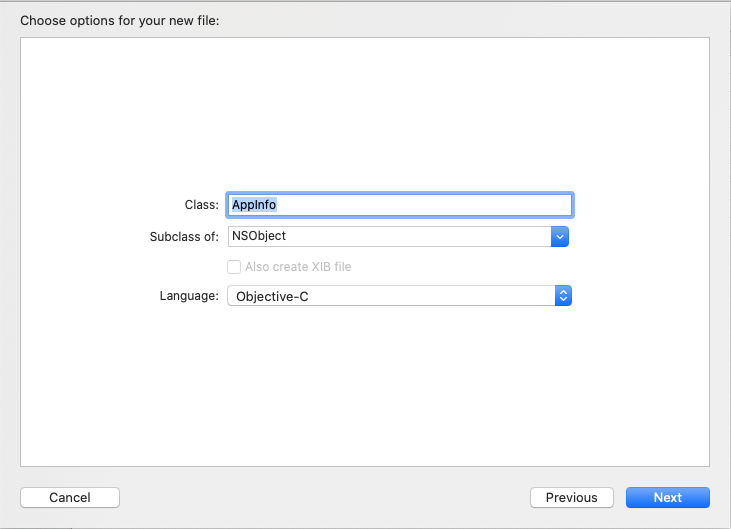 Choose options for your new file:
Class: AppInfo
Subclass of: NSObject
Also create XIB file
Language: Objective-C
Cancel Previous Next